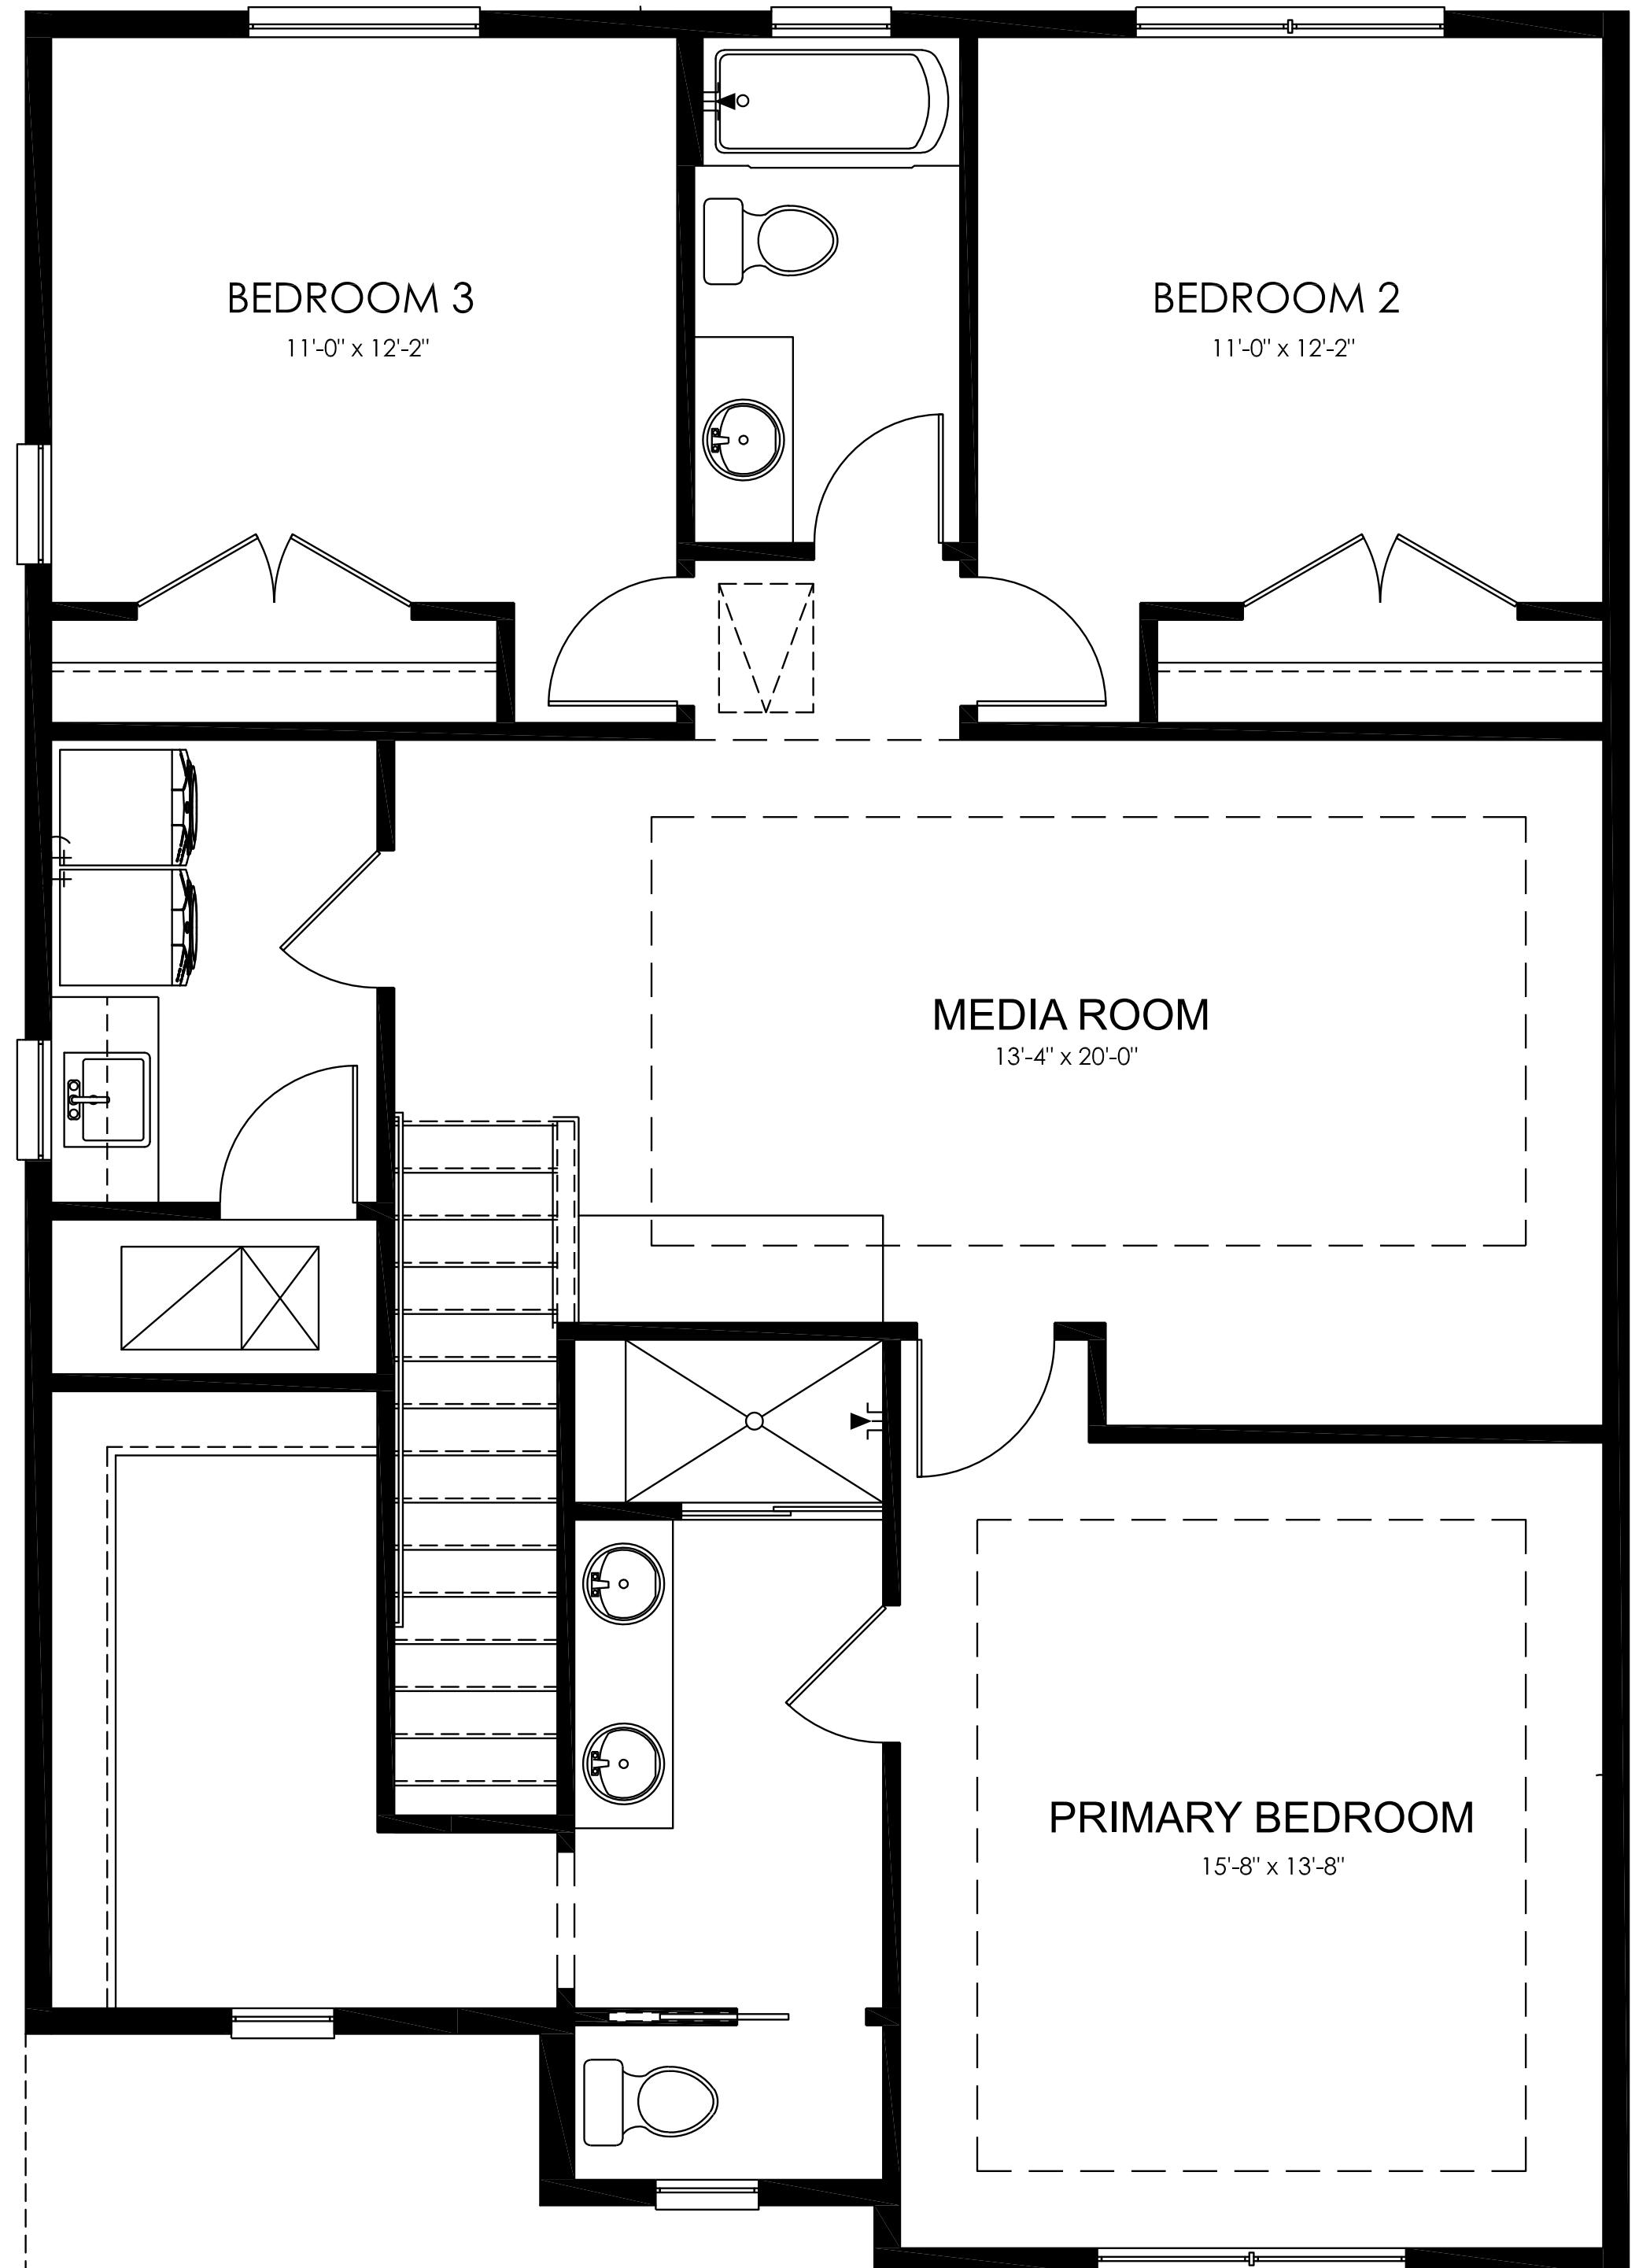 BEDROOM 3
11'-0" x 12'-2"
BEDROOM 2
11'-0" x 12'-2"
MEDIA ROOM
13'-4" x 20'-0"
PRIMARY BEDROOM
15'-8" x 13'-8"